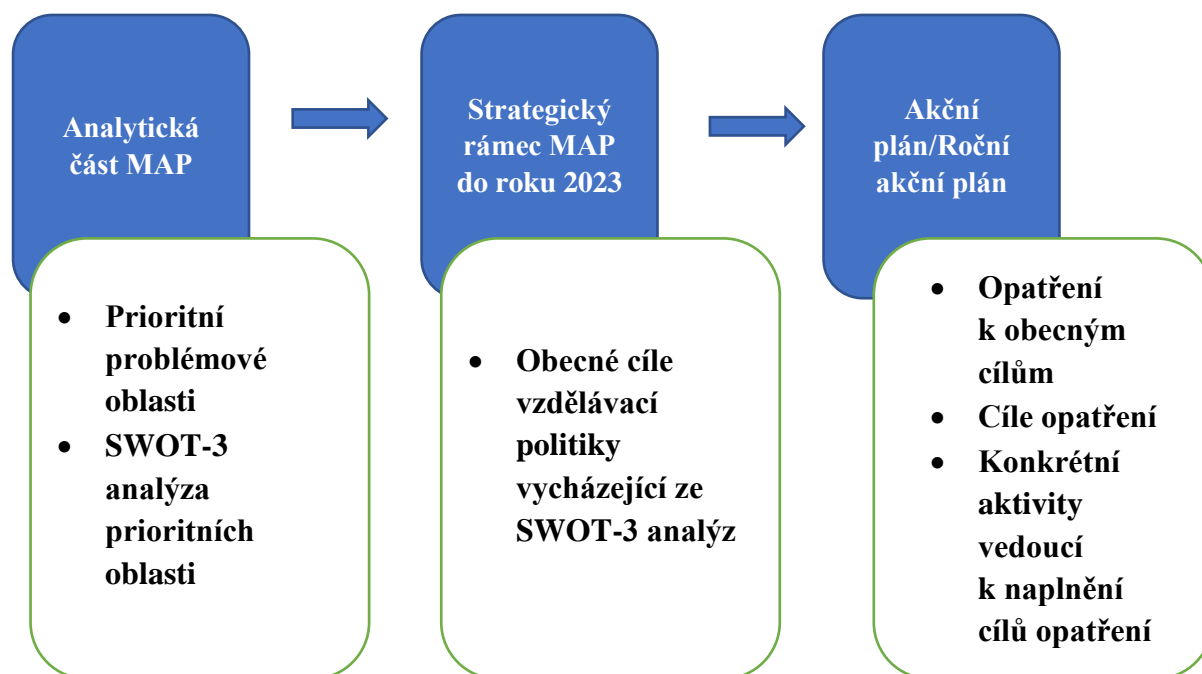 Analytická
část MAP
• Prioritní
problémové
oblasti
• SWOT-3
analýza
prioritních
oblasti
Strategický
rámec MAP
do roku 2023
• Obecné cíle
vzdělávací
politiky
vycházející ze
SWOT-3 analýz
Akční
plán/Roční
akční plán
• Opatření
k obecným
cílům
• Cíle opatření
• Konkrétní
aktivity
vedoucí
k naplnění
cílů opatření